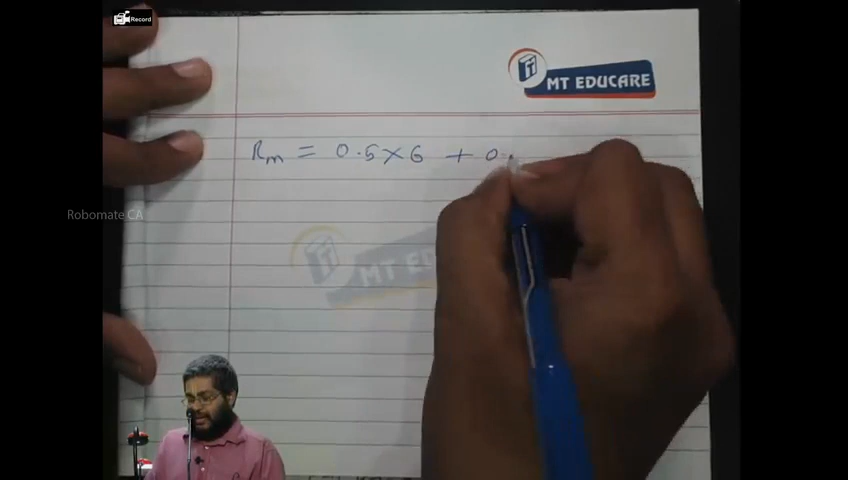 Record
MT EDUCARE
Rm = 0.5×6 + 0.
Robomate CA
MT ED